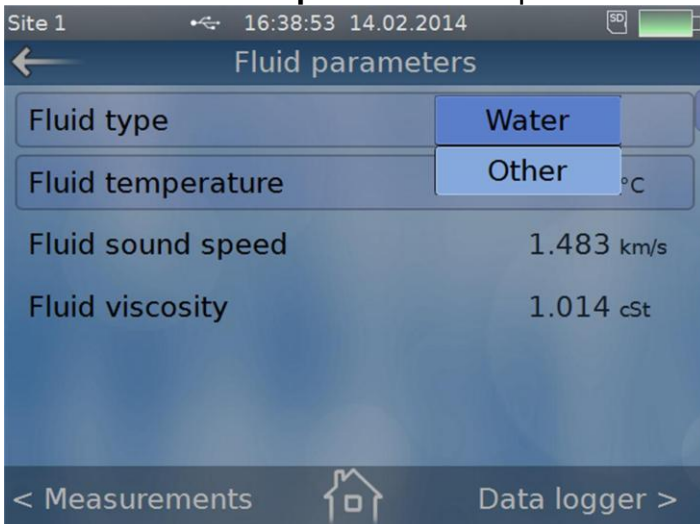 Site 1 16:38:53 14.02.2014 SD
Fluid parameters
Fluid type Water
Other
Fluid temperature °C
Fluid sound speed 1.483 km/s
Fluid viscosity 1.014 cSt
< Measurements Data logger >